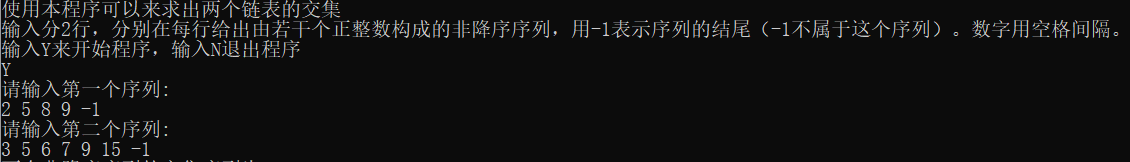 使用本程序可以来求出两个链表的交集
输入分2行，分别在每行给出由若干个正整数构成的非降序序列，用-1表示序列的结尾（-1不属于这个序列）。数字用空格间隔。
输入Y来开始程序，输入N退出程序
Y
请输入第一个序列:
2 5 8 9 -1
请输入第二个序列:
3 5 6 7 9 15 -1